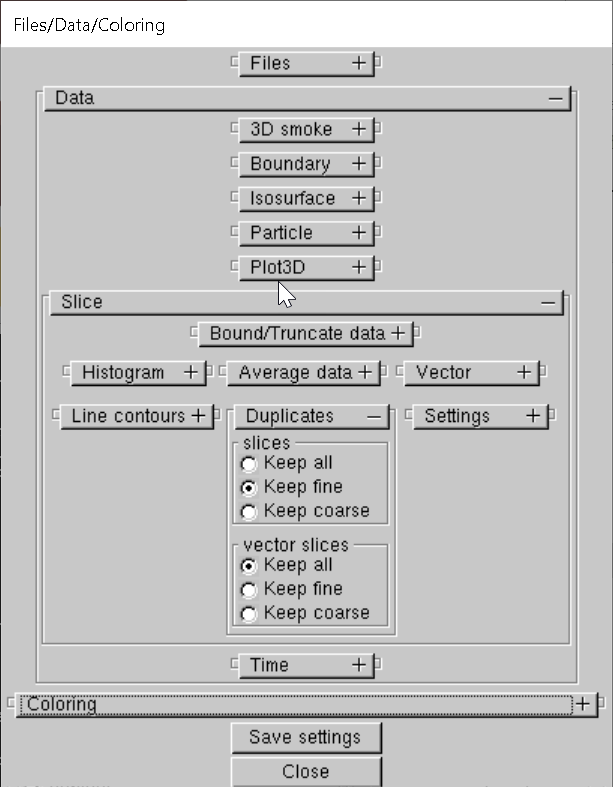 Files/Data/Coloring
Files +
Data −
3D smoke +
Boundary +
Isosurface +
Particle +
Plot3D +
Slice −
Bound/Truncate data +
Histogram + Average data + Vector +
Line contours + Duplicates − Settings +
slices
Keep all
Keep fine
Keep coarse
vector slices
Keep all
Keep fine
Keep coarse
Time +
Coloring +
Save settings
Close